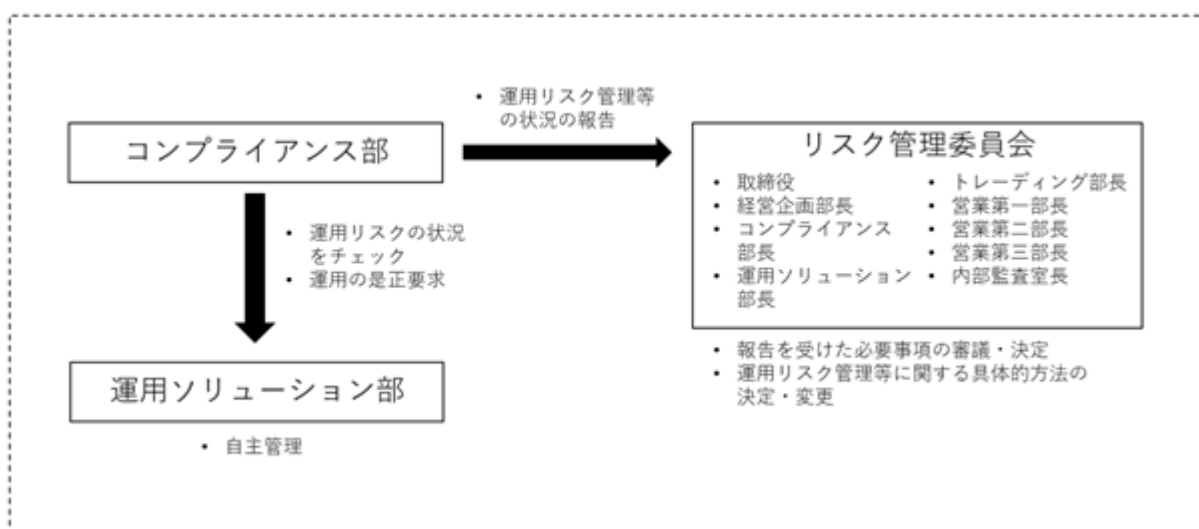 ・運用リスク管理等
の状況の報告
コンプライアンス部
・運用リスクの状況
をチェック
・運用の是正要求
運用ソリューション部
・自主管理
リスク管理委員会
・取締役
・経営企画部長
・コンプライアンス
部長
・運用ソリューション
部長
・トレーディング部長
・営業第一部長
・営業第二部長
・営業第三部長
・内部監査室長
・報告を受けた必要事項の審議・決定
・運用リスク管理等に関する具体的方法の
決定・変更